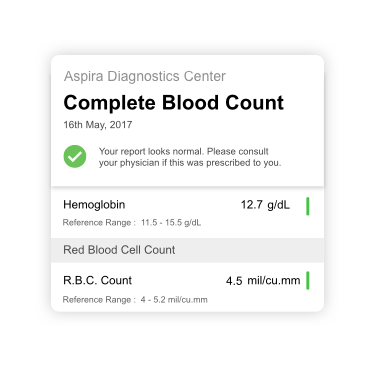 Aspira Diagnostics Center
Complete Blood Count
16th May, 2017
Your report looks normal. Please consult
your physician if this was prescribed to you.
Hemoglobin 12.7 g/dL
Reference Range : 11.5 - 15.5 g/dL
Red Blood Cell Count
R.B.C. Count 4.5 mil/cu.mm
Reference Range : 4 - 5.2 mil/cu.mm